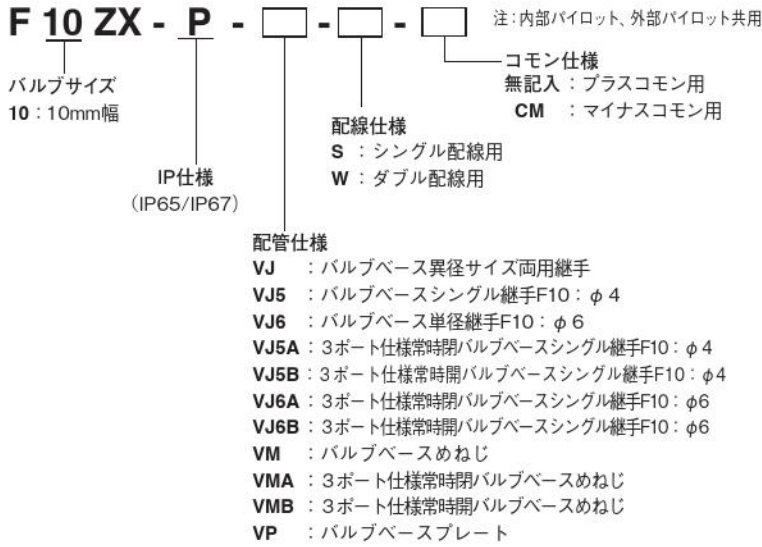 F 10 ZX - P - □ - □ - □
注：内部パイロット、外部パイロット共用
バルブサイズ
10：10mm幅
IP仕様
（IP65/IP67）
コモン仕様
無記入：プラスコモン用
CM ：マイナスコモン用
配線仕様
S ：シングル配線用
W ：ダブル配線用
配管仕様
VJ ：バルブベース異径サイズ両用継手
VJ5 ：バルブベースシングル継手F10：φ4
VJ6 ：バルブベース単径継手F10：φ6
VJ5A ：3ポート仕様常時閉バルブベースシングル継手F10：φ4
VJ5B ：3ポート仕様常時開バルブベースシングル継手F10：φ4
VJ6A ：3ポート仕様常時閉バルブベースシングル継手F10：φ6
VJ6B ：3ポート仕様常時開バルブベースシングル継手F10：φ6
VM ：バルブベースめねじ
VMA ：3ポート仕様常時閉バルブベースめねじ
VMB ：3ポート仕様常時開バルブベースめねじ
VP ：バルブベースプレート